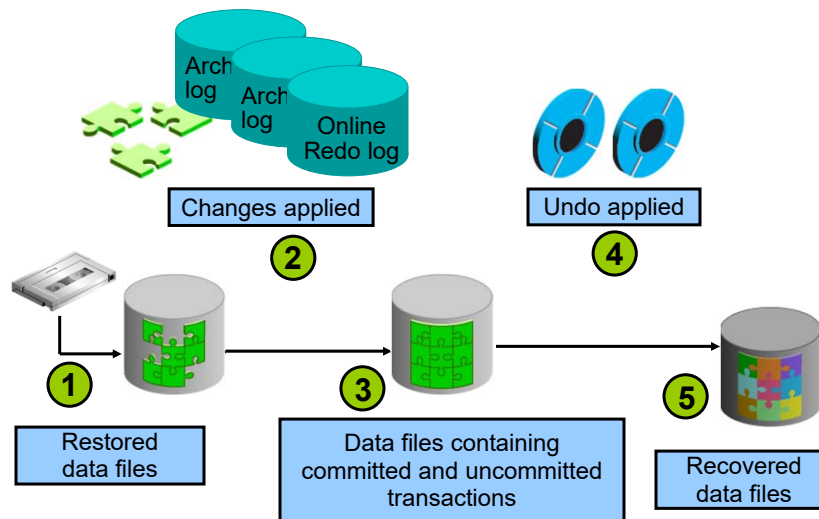 Arch
log
Arch
log
Online
Redo log
Changes applied
Undo applied
2
4
1
3
5
Restored
data files
Data files containing
committed and uncommitted
transactions
Recovered
data files